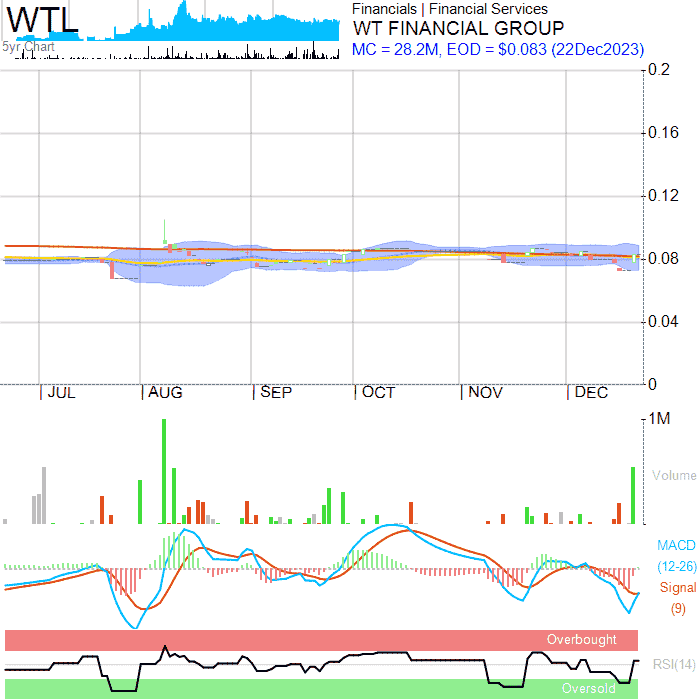 WTL
5yr Chart
Financials | Financial Services
WT FINANCIAL GROUP
MC = 28.2M, EOD = $0.083 (22Dec2023)
0.2
0.16
0.12
0.08
0.04
0
JUL AUG SEP OCT NOV DEC
1M
Volume
MACD
(12-26)
Signal
(9)
Overbought
RSI(14)
Oversold